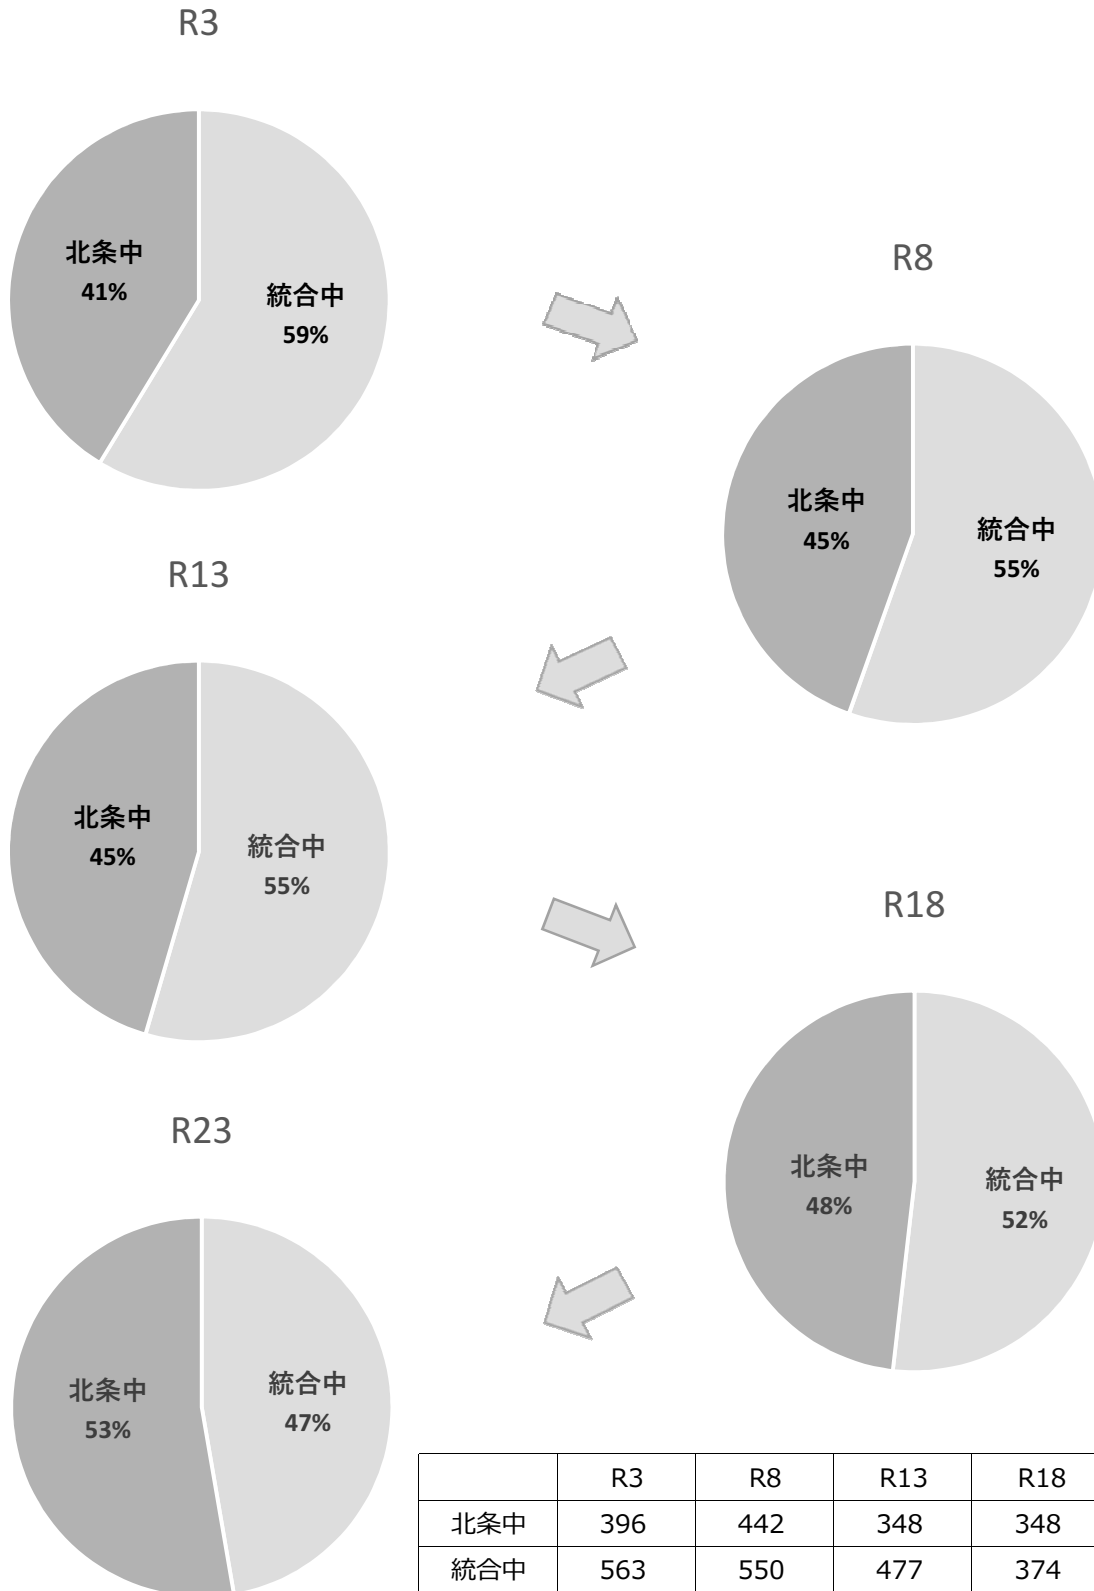 R3
北条中
41%
統合中
59%
R8
北条中
45%
統合中
55%
R13
北条中
45%
統合中
55%
R18
北条中
48%
統合中
52%
R23
北条中
53%
統合中
47%
R3 R8 R13 R18
北条中 396 442 348 348
統合中 563 550 477 374